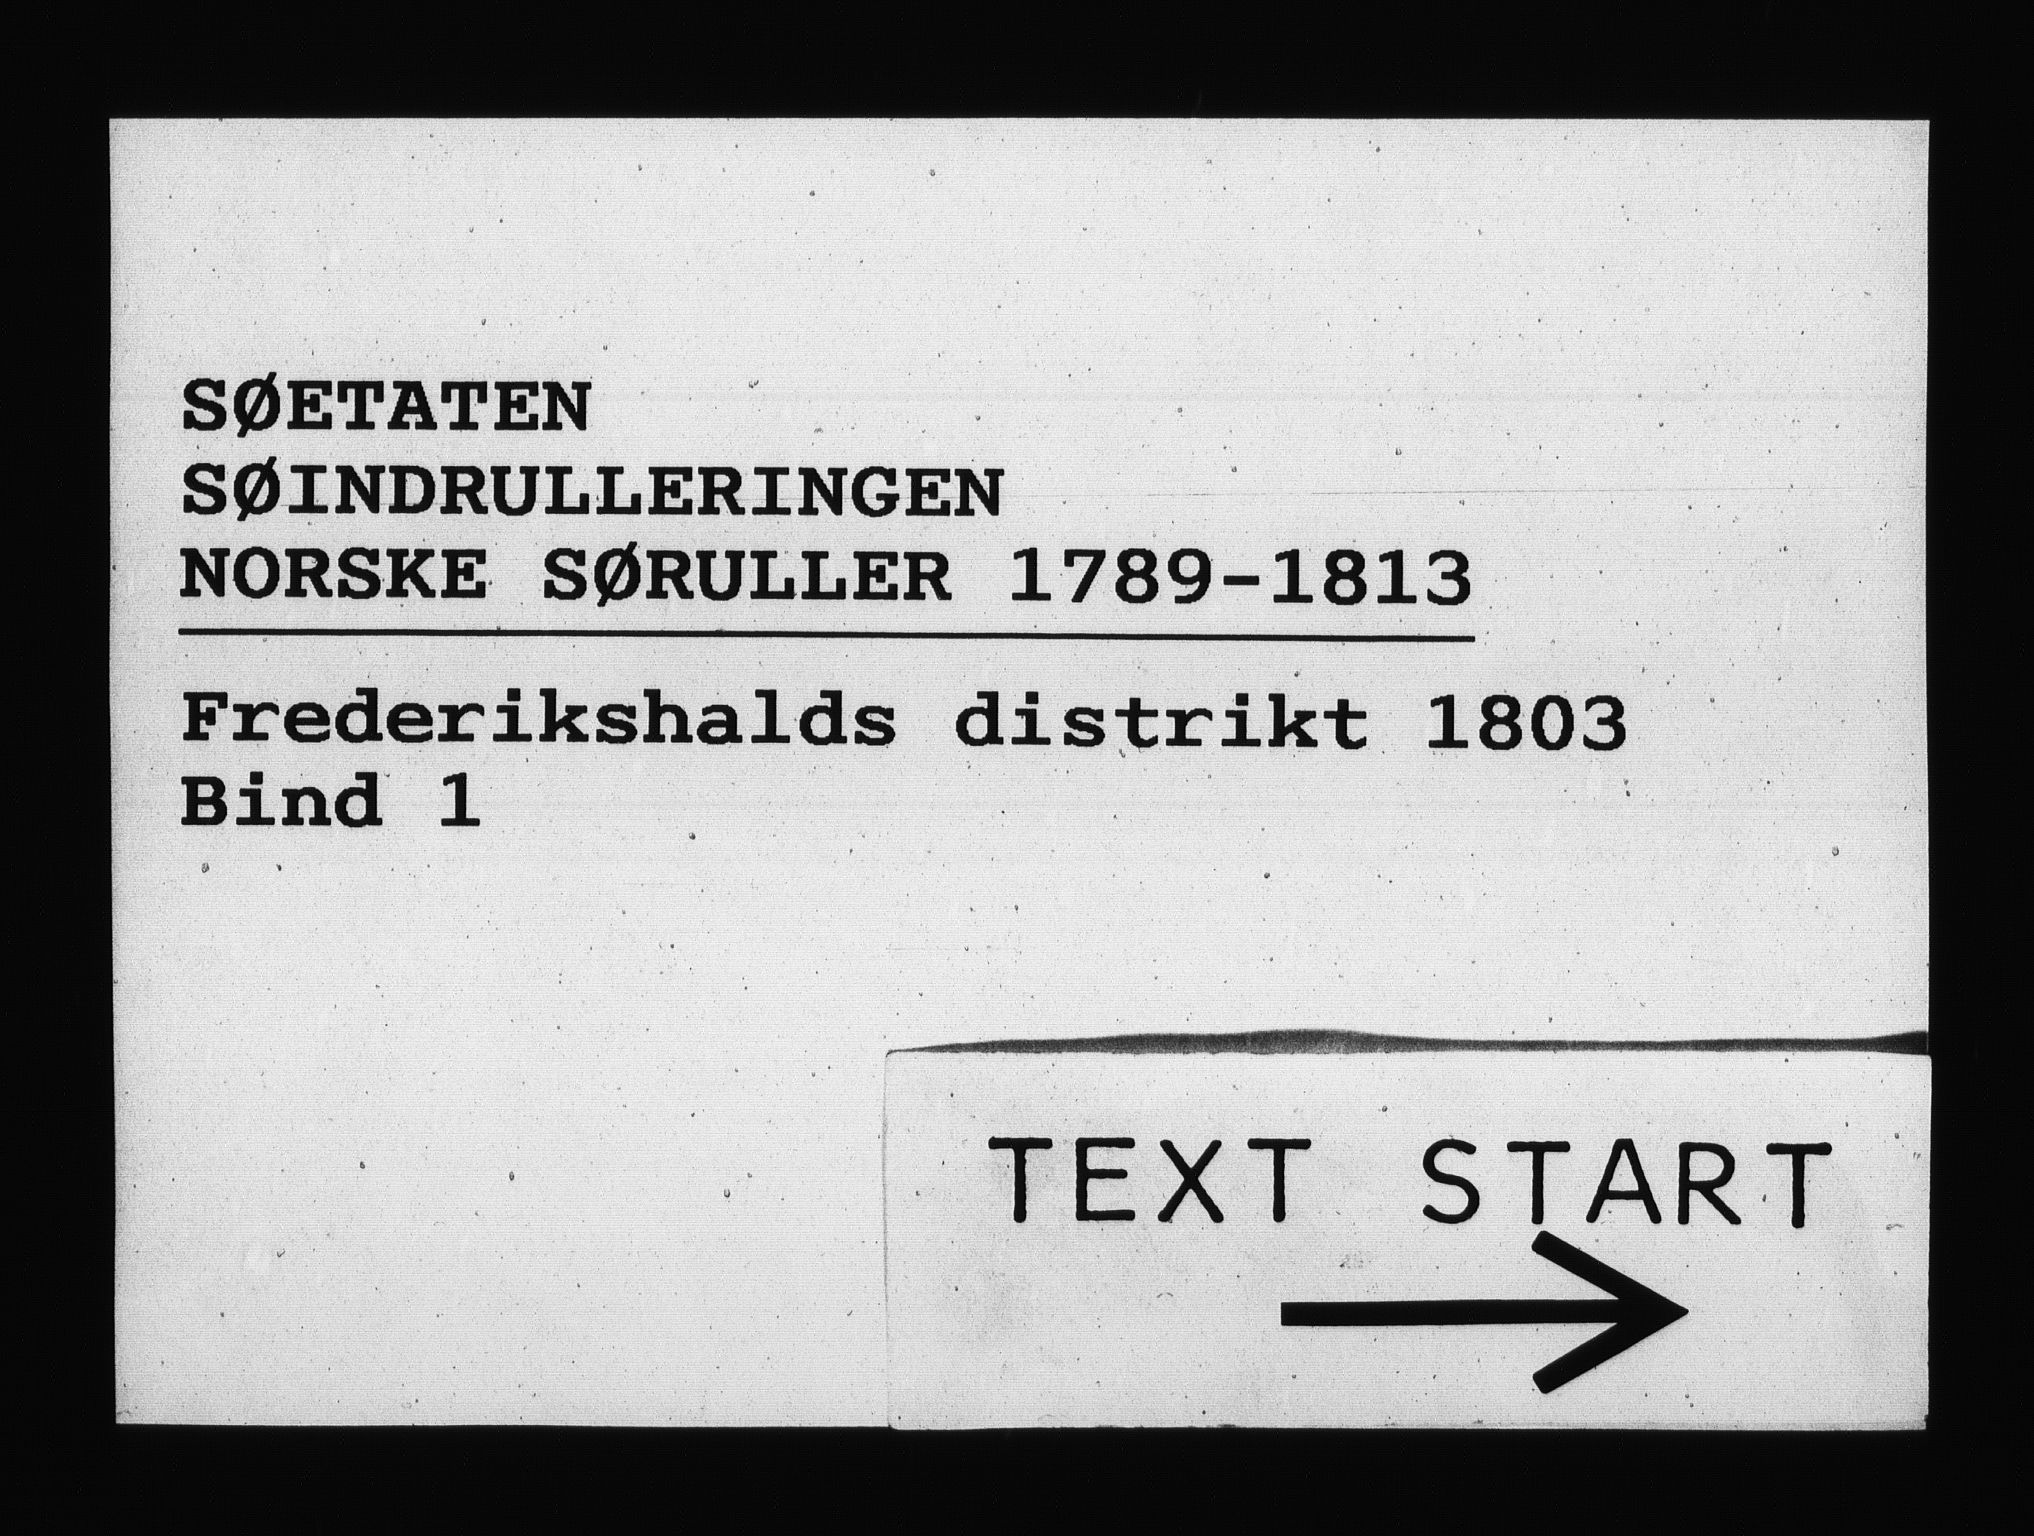 SØETATEN
SØINDRULLERINGEN
NORSKE SØRULLER 1789-1813
Frederikshalds distrikt 1803
Bind 1
TEXT START